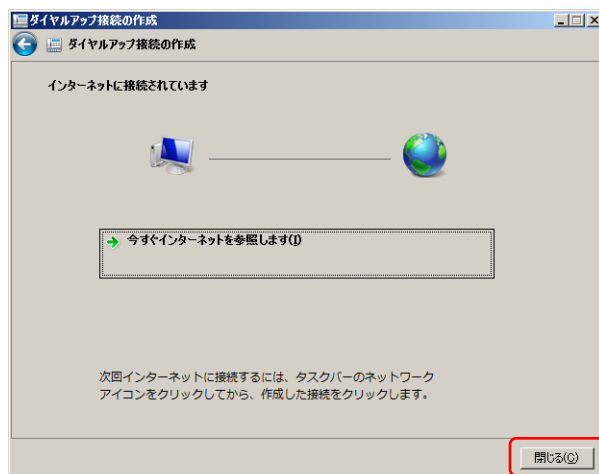 ダイヤルアップ接続の作成
ダイヤルアップ接続の作成
インターネットに接続されています
今すぐインターネットを参照します(I)
次回インターネットに接続するには、タスクバーのネットワーク
アイコンをクリックしてから、作成した接続をクリックします。
閉じる(C)